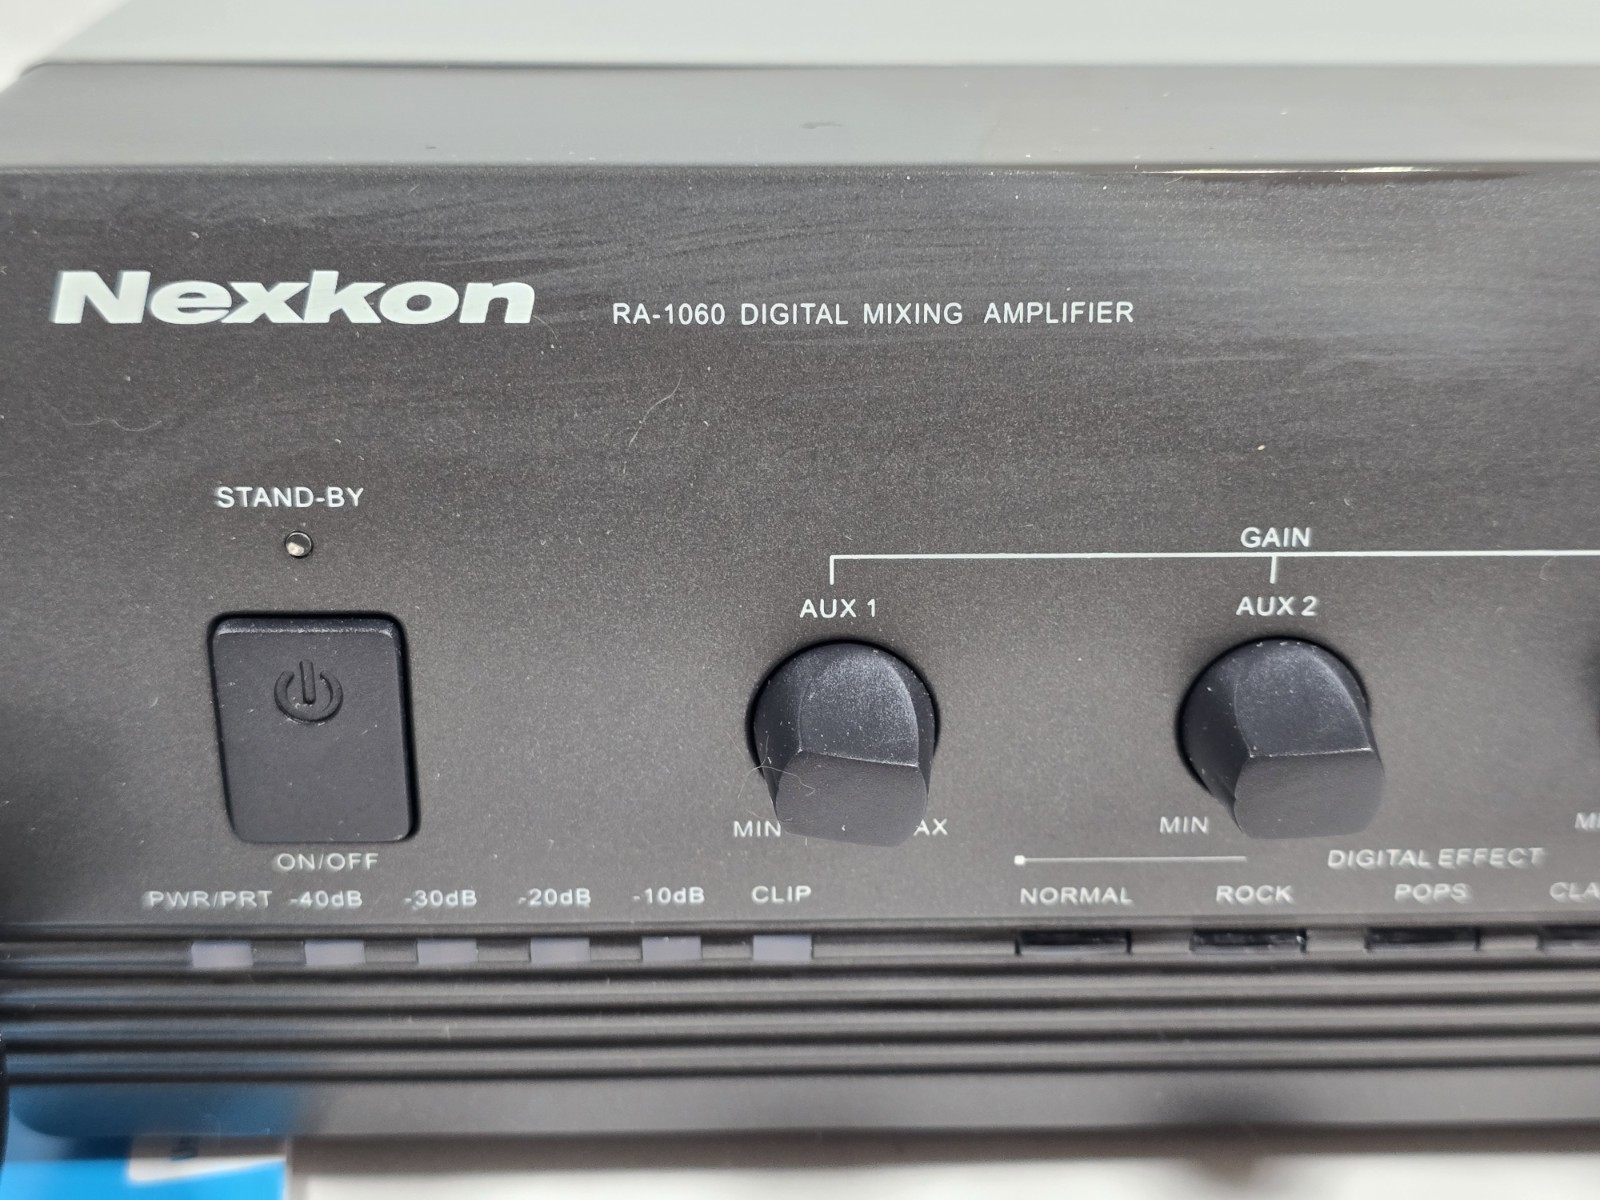 Nexkon RA-1060 DIGITAL MIXING AMPLIFIER
STAND-BY
GAIN
AUX 1 AUX 2
MIN MIN
ON/OFF
DIGITAL EFFECT
PWR/PRT -40dB -30dB -20dB -10dB CLIP NORMAL ROCK POPS